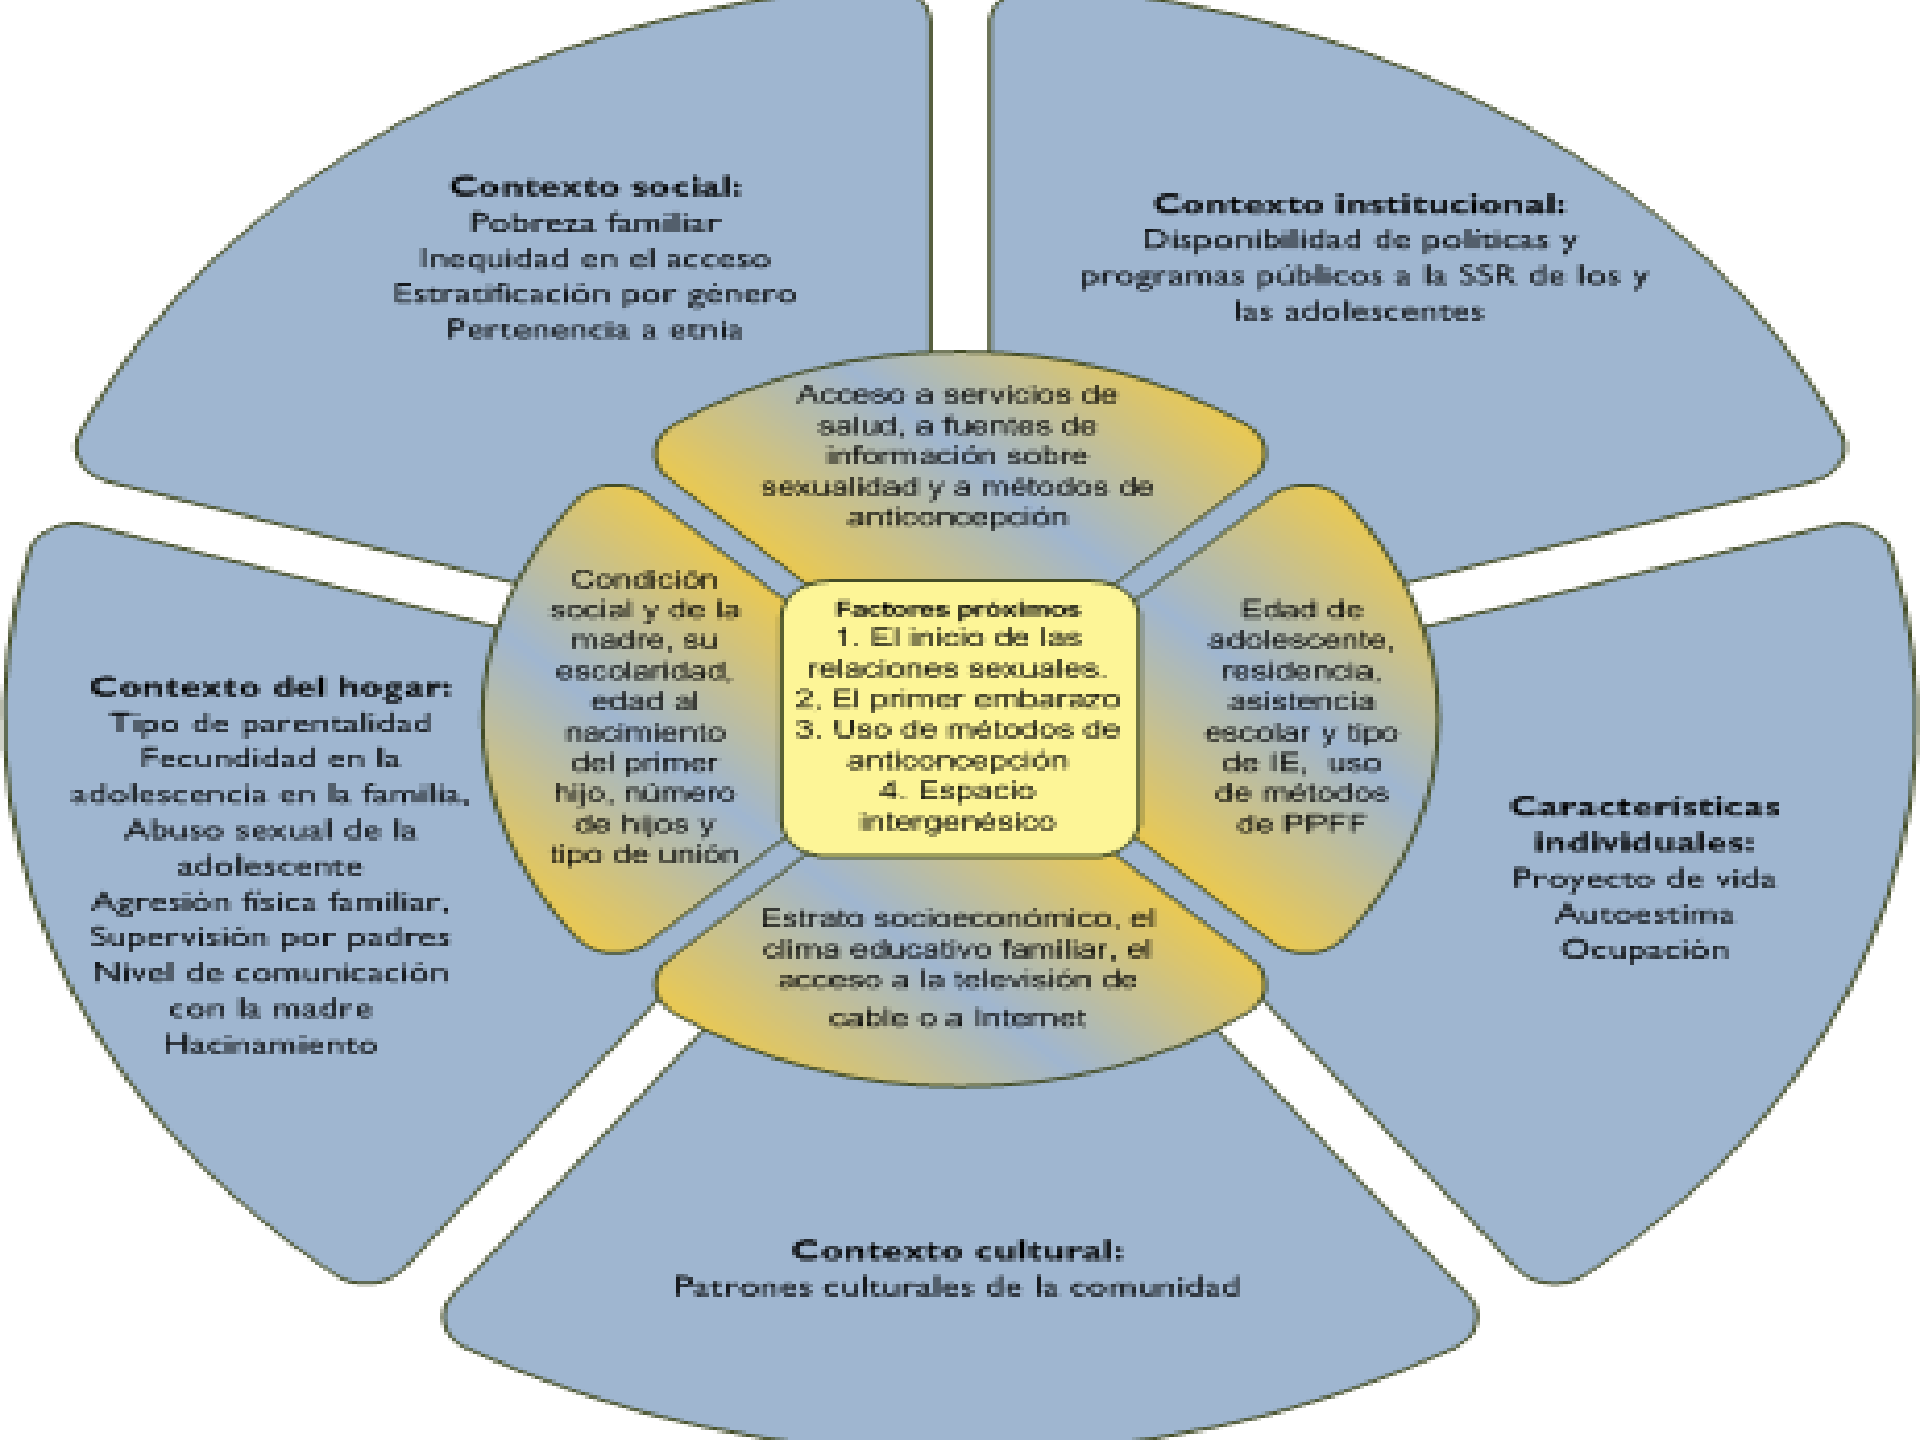 Contexto social:
Pobreza familiar
Inequidad en el acceso
Estratificación por género
Pertenencia a etnia
Contexto institucional:
Disponibilidad de políticas y
programas públicos a la SSR de los y
las adolescentes
Acceso a servicios de
salud, a fuentes de
información sobre
sexualidad y a métodos de
anticoncepción
Condición
social y de la
madre, su
escolaridad,
edad al
nacimiento
del primer
hijo, número
de hijos y
tipo de unión
Factores próximos
1. El inicio de las
relaciones sexuales.
2. El primer embarazo
3. Uso de métodos de
anticoncepción
4. Espacio
intergenésico
Edad de
adolescente,
residencia,
asistencia
escolar y tipo
de IE, uso
de métodos
de PPFF
Contexto del hogar:
Tipo de parentalidad
Fecundidad en la
adolescencia en la familia,
Abuso sexual de la
adolescente
Agresión física familiar,
Supervisión por padres
Nivel de comunicación
con la madre
Hacinamiento
Características
individuales:
Proyecto de vida
Autoestima
Ocupación
Estrato socioeconómico, el
clima educativo familiar, el
acceso a la televisión de
cable o a Internet
Contexto cultural:
Patrones culturales de la comunidad